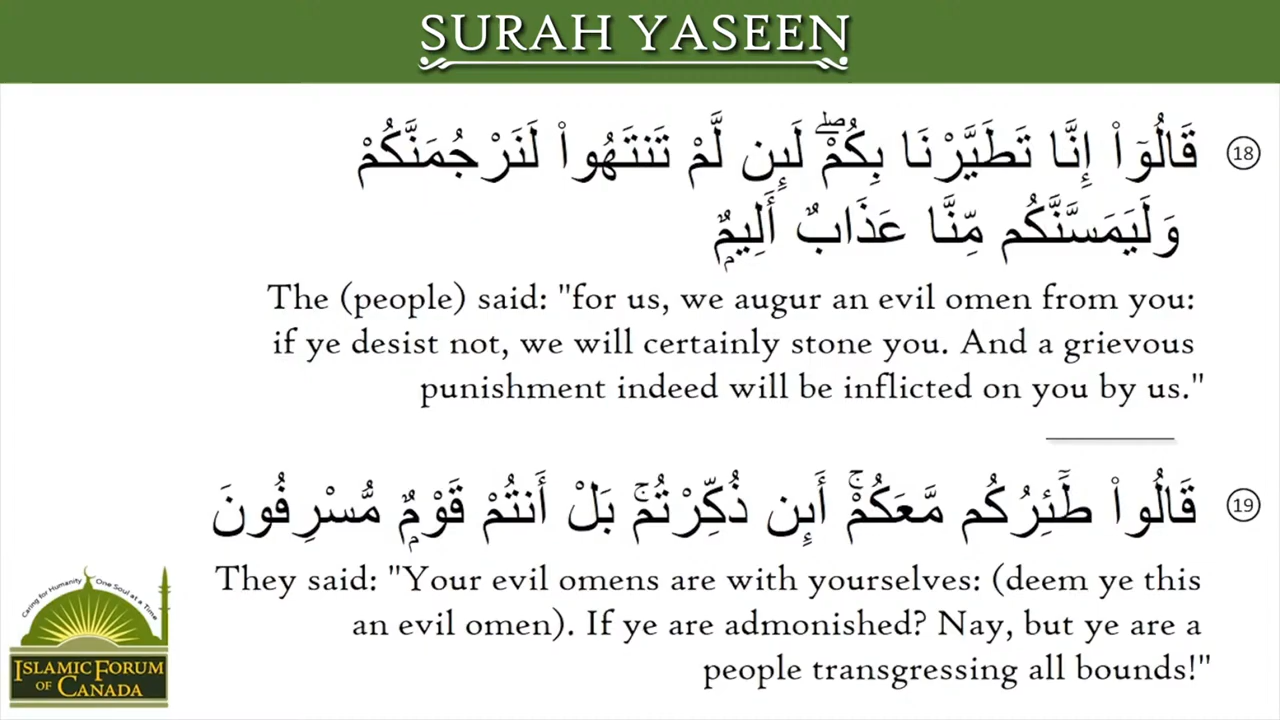 SURAH YASEEN
قَالُوٓا۟ إِنَّا تَطَيَّرْنَا بِكُمْ ۖ لَئِن لَّمْ تَنتَهُوا۟ لَنَرْجُمَنَّكُمْ 18
وَلَيَمَسَّنَّكُم مِّنَّا عَذَابٌ أَلِيمٌۭ
The (people) said: "for us, we augur an evil omen from you:
if ye desist not, we will certainly stone you. And a grievous
punishment indeed will be inflicted on you by us."
قَالُوا۟ طَـٰٓئِرُكُم مَّعَكُمْ ۚ أَئِن ذُكِّرْتُم ۚ بَلْ أَنتُمْ قَوْمٌۭ مُّسْرِفُونَ 19
They said: "Your evil omens are with yourselves: (deem ye this
an evil omen). If ye are admonished? Nay, but ye are a
people transgressing all bounds!"
Caring for Humanity One Soul at a Time
ISLAMIC FORUM
OF CANADA